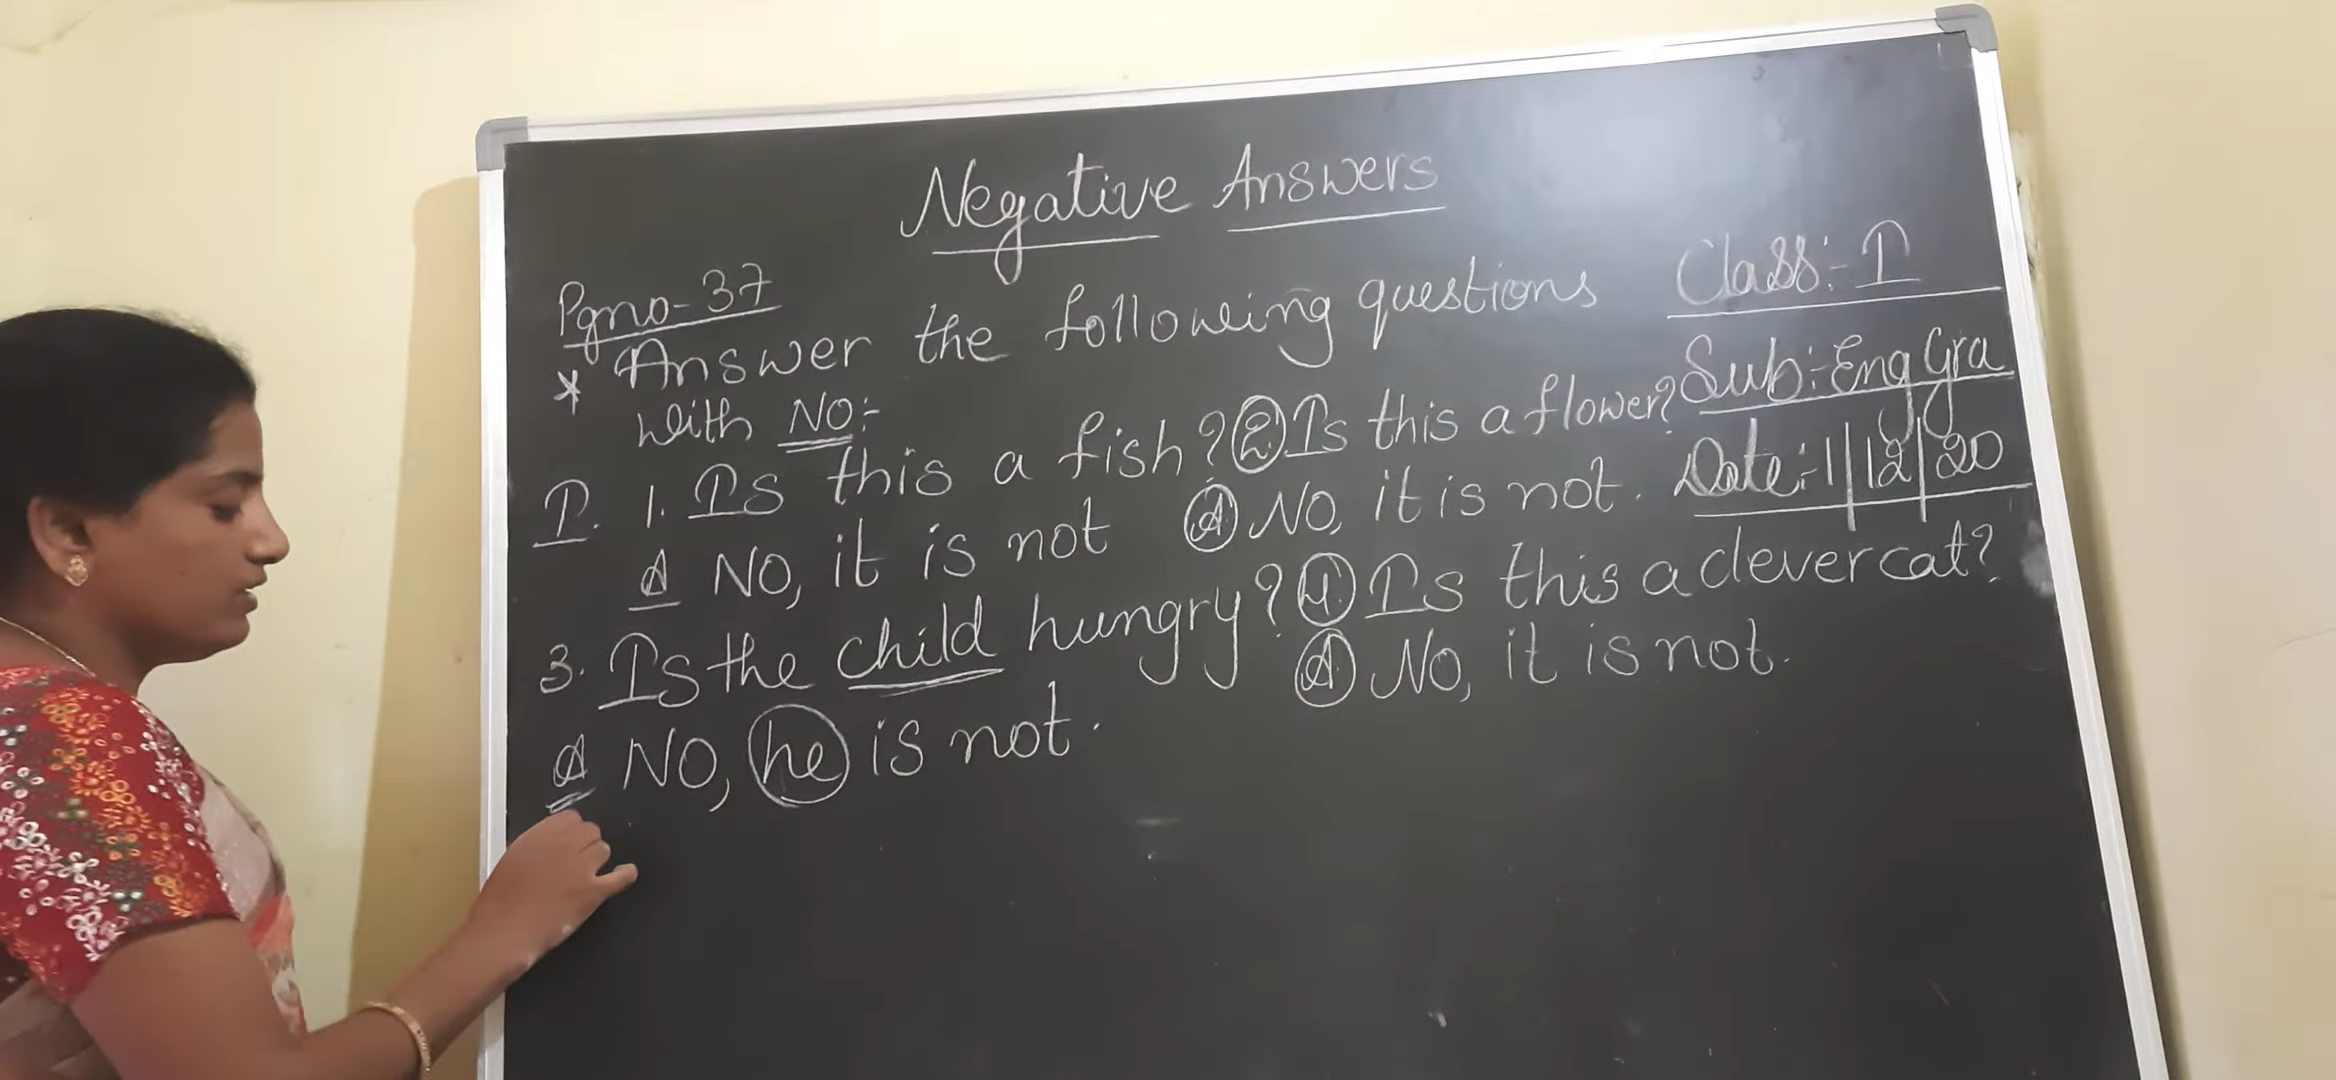 Negative Answers
Class:- I
Pgno-37
* Answer the following questions
Sub:- Eng Gra
with NO:-
Date:- 1|12|20
I. 1. Is this a fish? ② Is this a flower?
A NO, it is not Ⓐ NO, it is not.
3. Is the child hungry? ④ Is this a clever cat?
A NO, he is not. Ⓐ No, it is not.